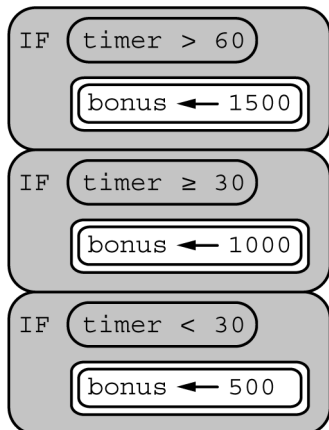 IF timer > 60
bonus ← 1500
IF timer ≥ 30
bonus ← 1000
IF timer < 30
bonus ← 500